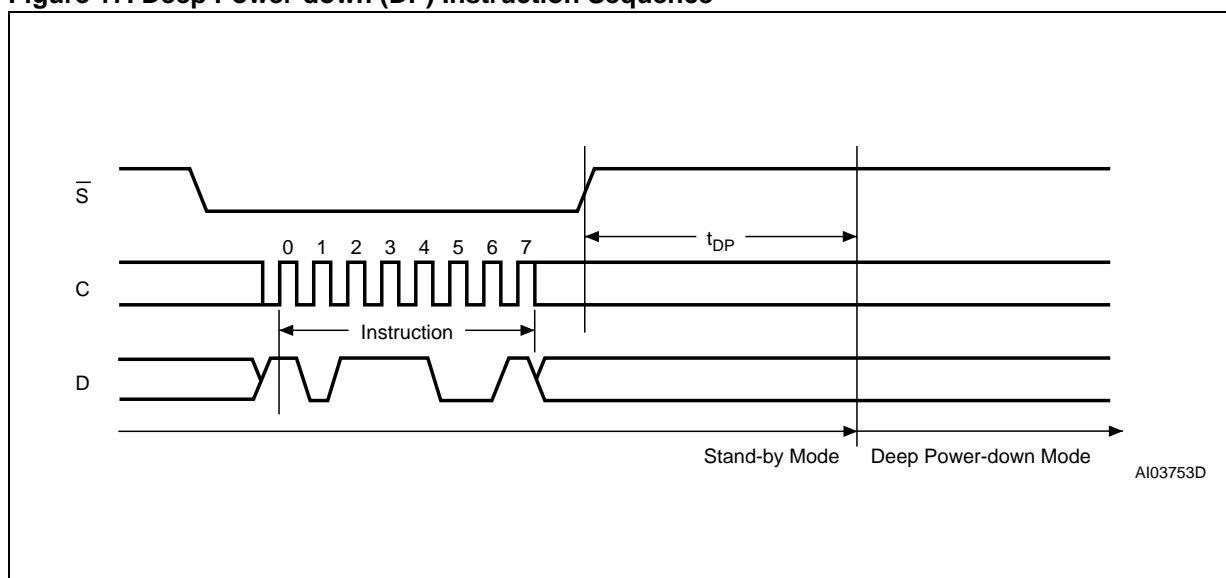 Figure 17. Deep Power-down (DP) Instruction Sequence
S
0 1 2 3 4 5 6 7
tDP
C
Instruction
D
Stand-by Mode Deep Power-down Mode
AI03753D